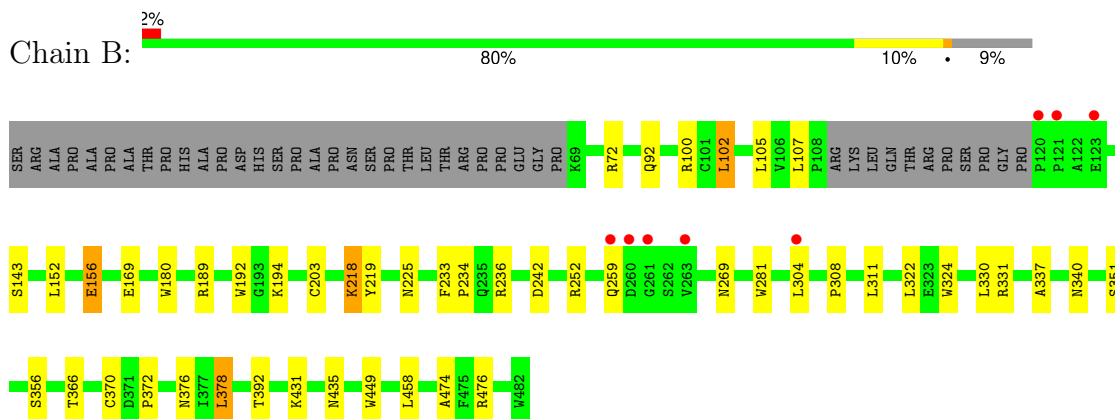 2%
Chain B:
80% 10% • 9%
SER ARG ALA PRO ALA PRO ALA THR PRO HIS ALA PRO ASP HIS SER PRO ALA PRO ASN SER PRO THR LEU THR ARG PRO PRO GLU GLY PRO K69 R72 Q92 R100 C101 L102 L105 V106 L107 P108 ARG LYS LEU GLN THR ARG PRO SER PRO GLY PRO P120 P121 A122 E123
S143 L152 E156 E169 W180 R189 W192 G193 K194 C203 K218 Y219 N225 F233 P234 Q235 R236 D242 R252 Q259 D260 G261 S262 V263 N269 W281 L304 P308 L311 L322 E323 W324 L330 R331 A337 N340 S351
S356 T366 C370 D371 P372 N376 I377 L378 T392 K431 N435 W449 L458 A474 F475 R476 W482